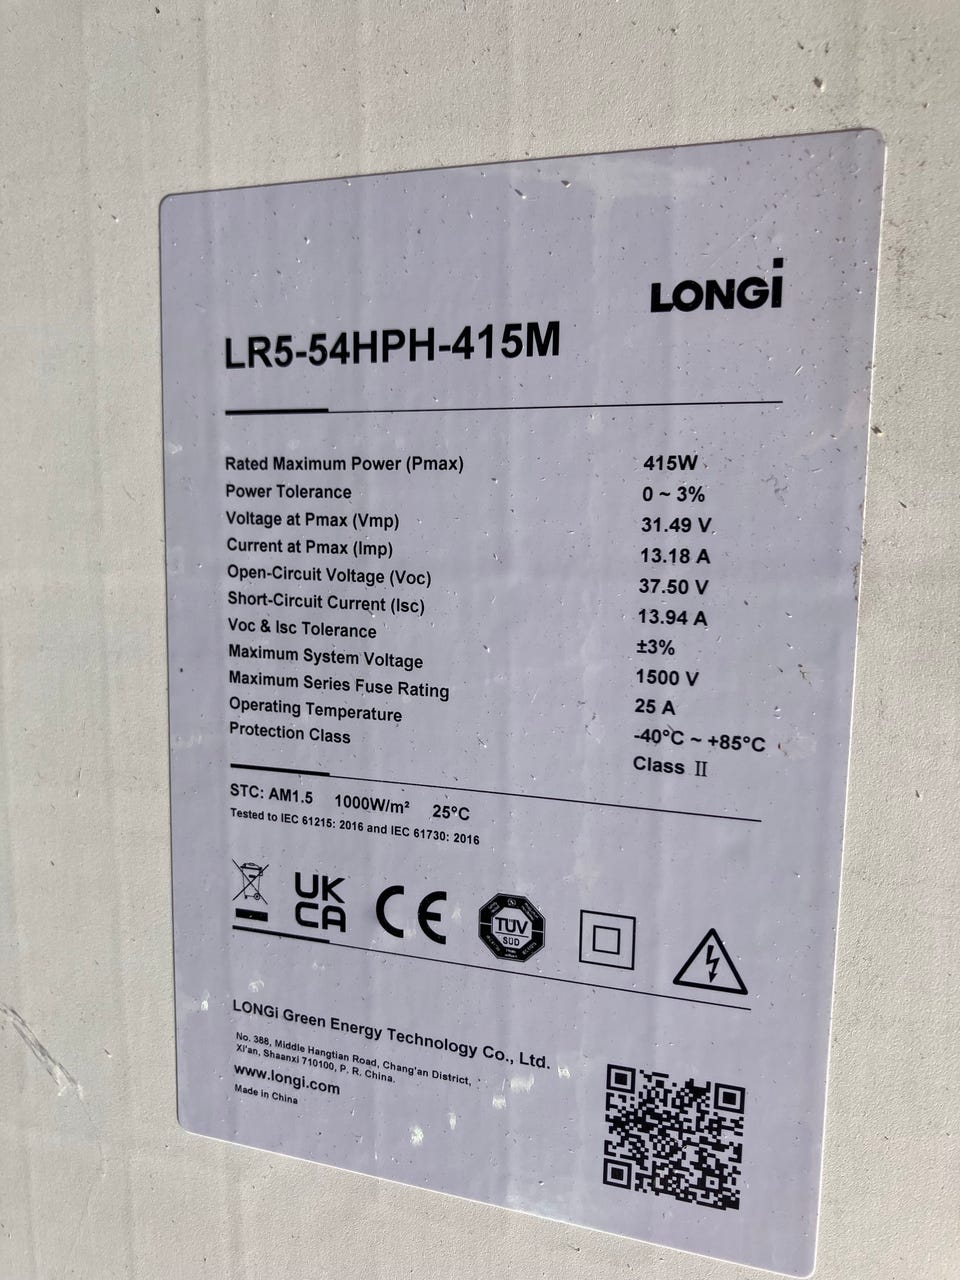 LONGi
LR5-54HPH-415M
Rated Maximum Power (Pmax) 415W
Power Tolerance 0 ~ 3%
Voltage at Pmax (Vmp) 31.49 V
Current at Pmax (Imp) 13.18 A
Open-Circuit Voltage (Voc) 37.50 V
Short-Circuit Current (Isc) 13.94 A
Voc & Isc Tolerance ±3%
Maximum System Voltage 1500 V
Maximum Series Fuse Rating 25 A
Operating Temperature -40°C ~ +85°C
Protection Class Class II
STC: AM1.5 1000W/m² 25°C
Tested to IEC 61215: 2016 and IEC 61730: 2016
UK
CA
CE
TÜV
SÜD
LONGi Green Energy Technology Co., Ltd.
No. 388, Middle Hangtian Road, Chang'an District,
Xi'an, Shaanxi 710100, P. R. China.
www.longi.com
Made in China